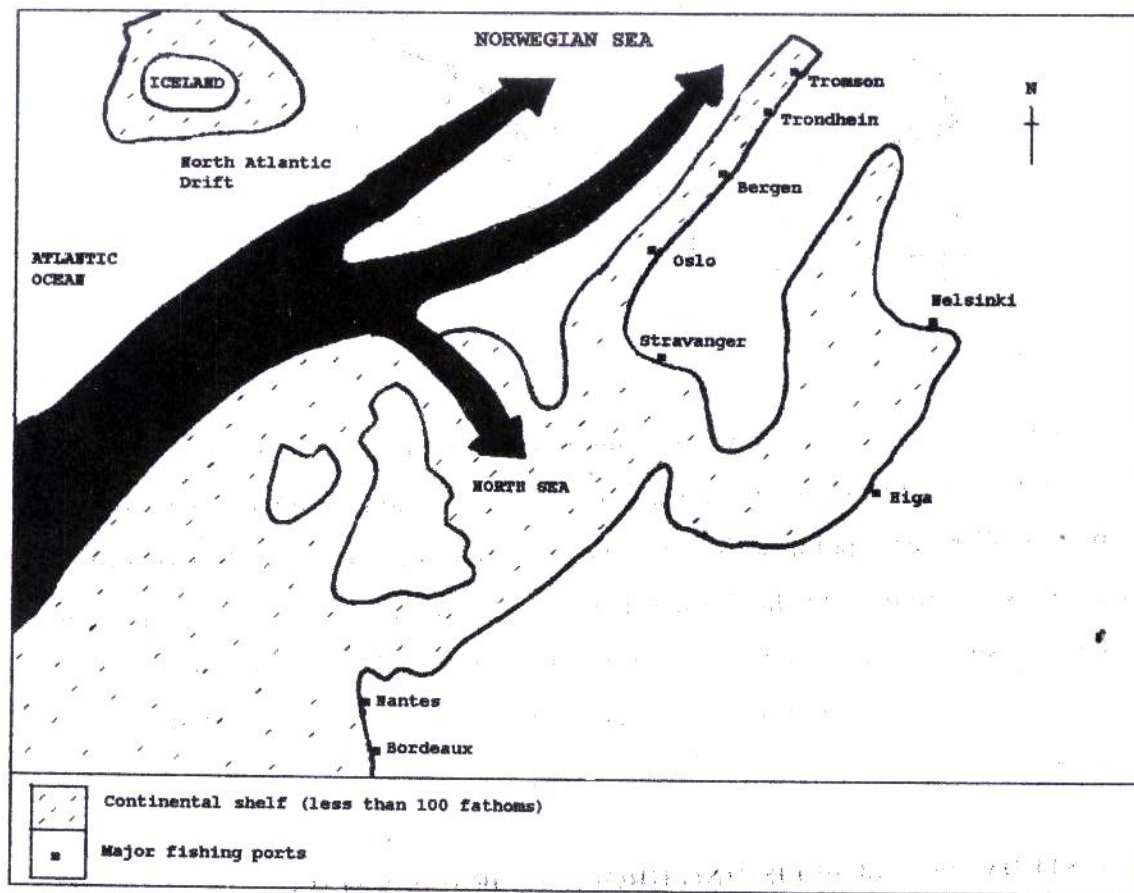 NORWEGIAN SEA
ICELAND
Tromson
N
Trondhein
North Atlantic
Drift
Bergen
ATLANTIC
OCEAN
Oslo
Nelsinki
Stravanger
NORTH SEA
Higa
Nantes
Bordeaux
Continental shelf (less than 100 fathoms)
Major fishing ports